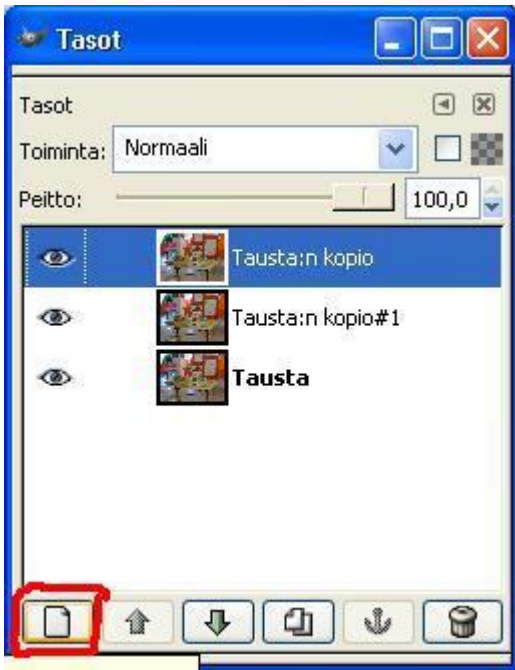 Tasot
Tasot
Toiminta: Normaali
Peitto: 100,0
Tausta:n kopio
Tausta:n kopio#1
Tausta